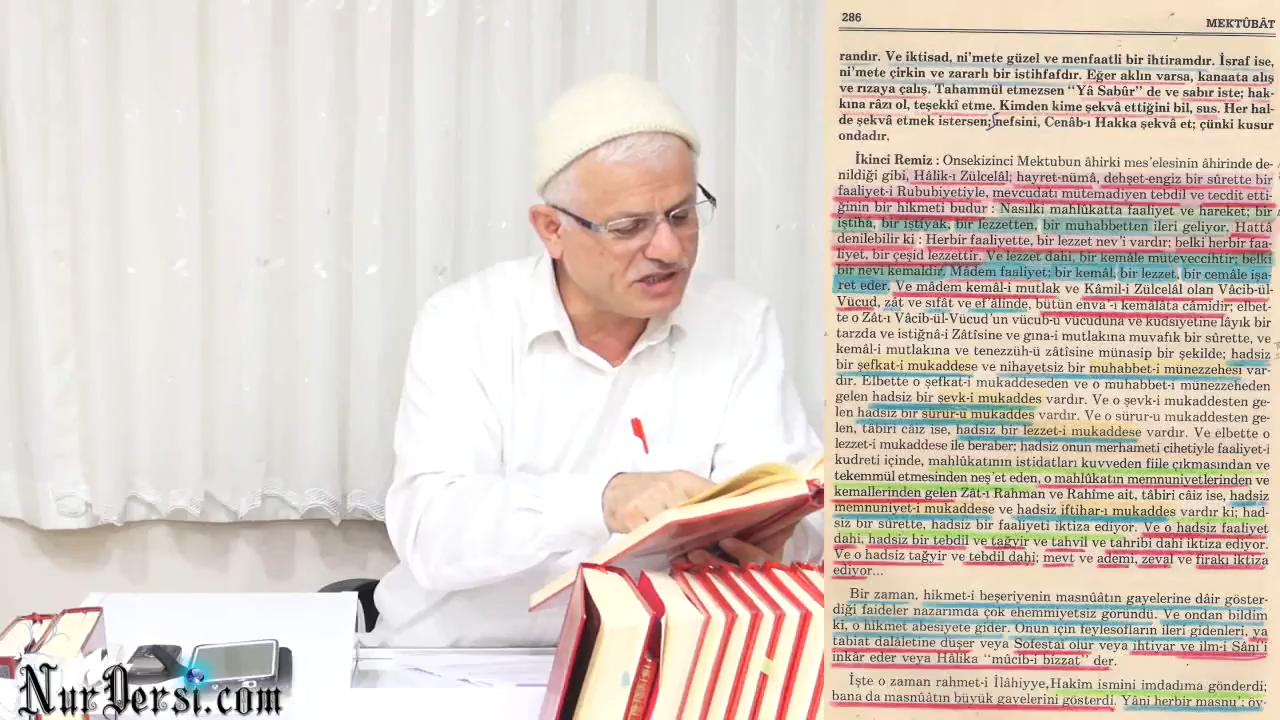 286
MEKTÛBÂT
randır. Ve iktisad, ni'mete güzel ve menfaatli bir ihtiramdır. İsraf ise,
ni'mete çirkin ve zararlı bir istihfafdır. Eğer aklın varsa, kanaata alış
ve rızaya çalış. Tahammül etmezsen "Yâ Sabûr" de ve sabır iste; hak-
kına râzı ol, teşekkî etme. Kimden kime şekvâ ettiğini bil, sus. Her hal-
de şekvâ etmek istersen; nefsini, Cenâb-ı Hakka şekvâ et; çünki kusur
ondadır.
İkinci Remiz : Onsekizinci Mektubun âhirki mes'elesinin âhirinde de-
nildiği gibi, Hâlik-ı Zülcelâl; hayret-nümâ, dehşet-engiz bir sûrette bir
faaliyet-i Rububiyetiyle, mevcudatı mütemadiyen tebdil ve tecdit etti-
ğinin bir hikmeti budur : Nasılki mahlûkatta faaliyet ve hareket; bir
iştiha, bir iştiyak, bir lezzetten, bir muhabbetten ileri geliyor. Hattâ
denilebilir ki : Herbir faaliyette, bir lezzet nev'i vardır; belki herbir faa-
liyet, bir çeşid lezzettir. Ve lezzet dahi, bir kemâle müteveccihtir; belki
bir nevi kemaldir. Mâdem faaliyet; bir kemâl, bir lezzet, bir cemâle işa-
ret eder. Ve mâdem kemâl-i mutlak ve Kâmil-i Zülcelâl olan Vâcib-ül-
Vücud, zât ve sıfât ve ef'âlinde, bütün enva'-ı kemâlâta câmidir; elbet-
te o Zât-ı Vâcib-ül-Vücud'un vücub-u vücuduna ve kudsiyetine lâyık bir
tarzda ve istiğnâ-i Zâtîsine ve gına-i mutlakına muvafık bir sûrette, ve
kemâl-i mutlakına ve tenezzüh-ü zâtîsine münasip bir şekilde; hadsiz
bir şefkat-i mukaddese ve nihayetsiz bir muhabbet-i münezzehesi var-
dır. Elbette o şefkat-i mukaddeseden ve o muhabbet-i münezzeheden
gelen hadsiz bir şevk-i mukaddes vardır. Ve o şevk-i mukaddesten ge-
len hadsiz bir sürur-u mukaddes vardır. Ve o sürur-u mukaddesten ge-
len, tâbiri câiz ise, hadsiz bir lezzet-i mukaddese vardır. Ve elbette o
lezzet-i mukaddese ile beraber; hadsiz onun merhameti cihetiyle faaliyet-i
kudreti içinde, mahlûkatının istidatları kuvveden fiile çıkmasından ve
tekemmül etmesinden neş'et eden, o mahlûkatın memnuniyetlerinden ve
kemallerinden gelen Zât-ı Rahman ve Rahîme ait, tâbiri câiz ise, hadsiz
memnuniyet-i mukaddese ve hadsiz iftihar-ı mukaddes vardır ki; had-
siz bir sûrette, hadsiz bir faaliyeti iktiza ediyor. Ve o hadsiz faaliyet
dahi, hadsiz bir tebdil ve tağyir ve tahvil ve tahribi dahi iktiza ediyor.
Ve o hadsiz tağyir ve tebdil dahi; mevt ve ademi, zeval ve firakı iktiza
ediyor...
Bir zaman, hikmet-i beşeriyenin masnûatın gayelerine dâir göster-
diği faideler nazarımda çok ehemmiyetsiz göründü. Ve ondan bildim
ki, o hikmet abesiyete gider. Onun için feylesofların ileri gidenleri, ya
tabiat dalâletine düşer veya Sofestaî olur veya ihtiyar ve ilm-i Sâni'i
inkâr eder veya Hâlika "mûcib-i bizzat" der.
İşte o zaman rahmet-i İlâhiyye, Hakîm ismini imdadıma gönderdi;
bana da masnûatın büyük gayelerini gösterdi. Yâni herbir masnu'; öy-
NurDersi.com